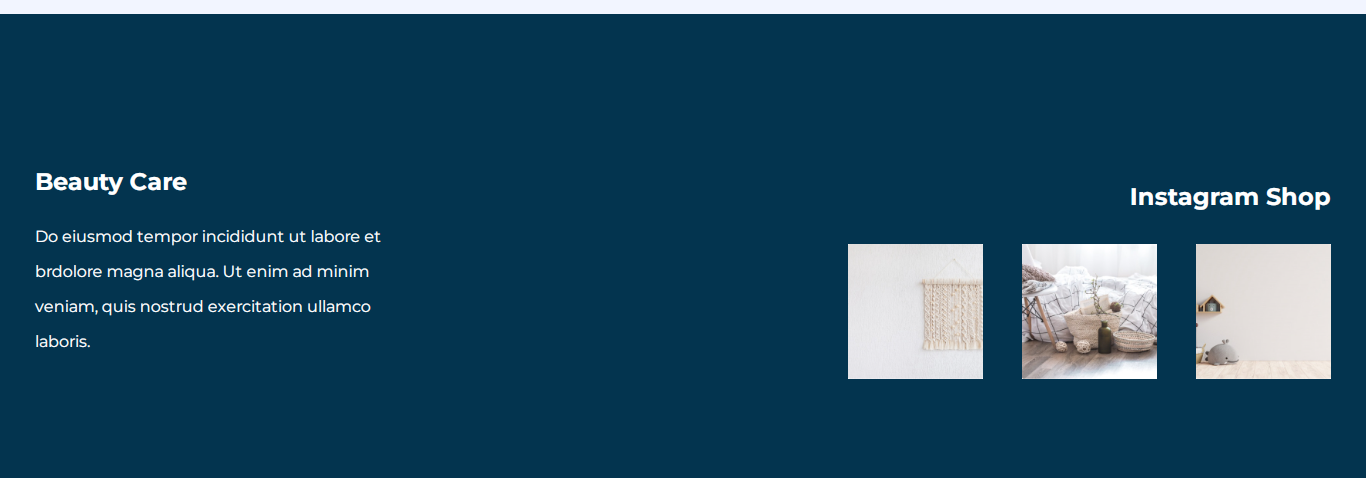 Beauty Care
Do eiusmod tempor incididunt ut labore et
brdolore magna aliqua. Ut enim ad minim
veniam, quis nostrud exercitation ullamco
laboris.
Instagram Shop